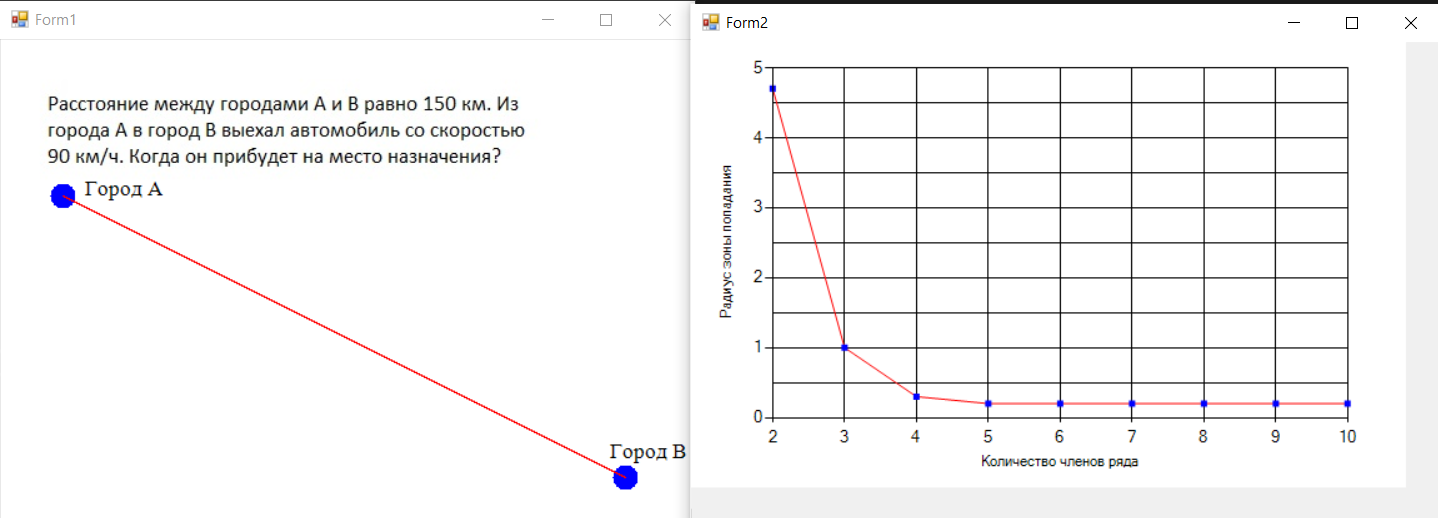 Form1
Расстояние между городами А и В равно 150 км. Из
города А в город В выехал автомобиль со скоростью
90 км/ч. Когда он прибудет на место назначения?
Город А
Город В
Form2
5
4
3
2
1
0
Радиус зоны попадания
2 3 4 5 6 7 8 9 10
Количество членов ряда